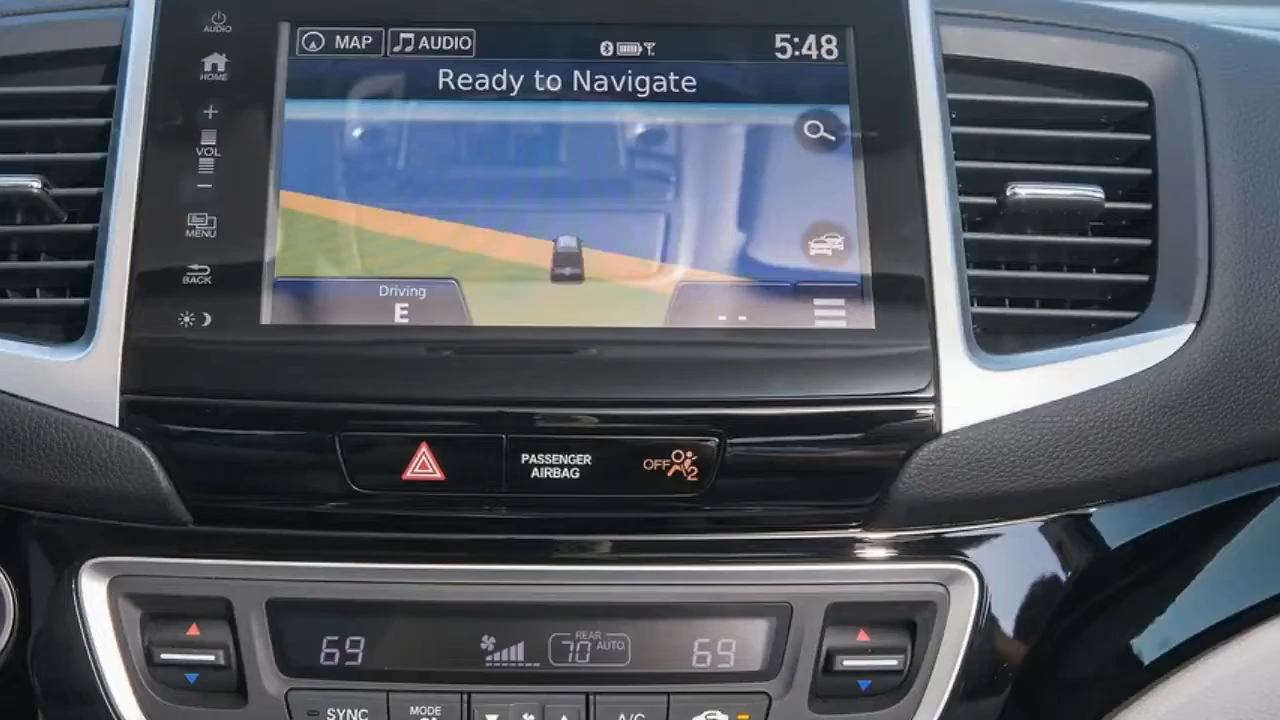 AUDIO
MAP
AUDIO
5:48
HOME
Ready to Navigate
VOL
MENU
BACK
Driving
E
- -
PASSENGER
AIRBAG
OFF
2
69
REAR
70 AUTO
69
SYNC
MODE
A/C